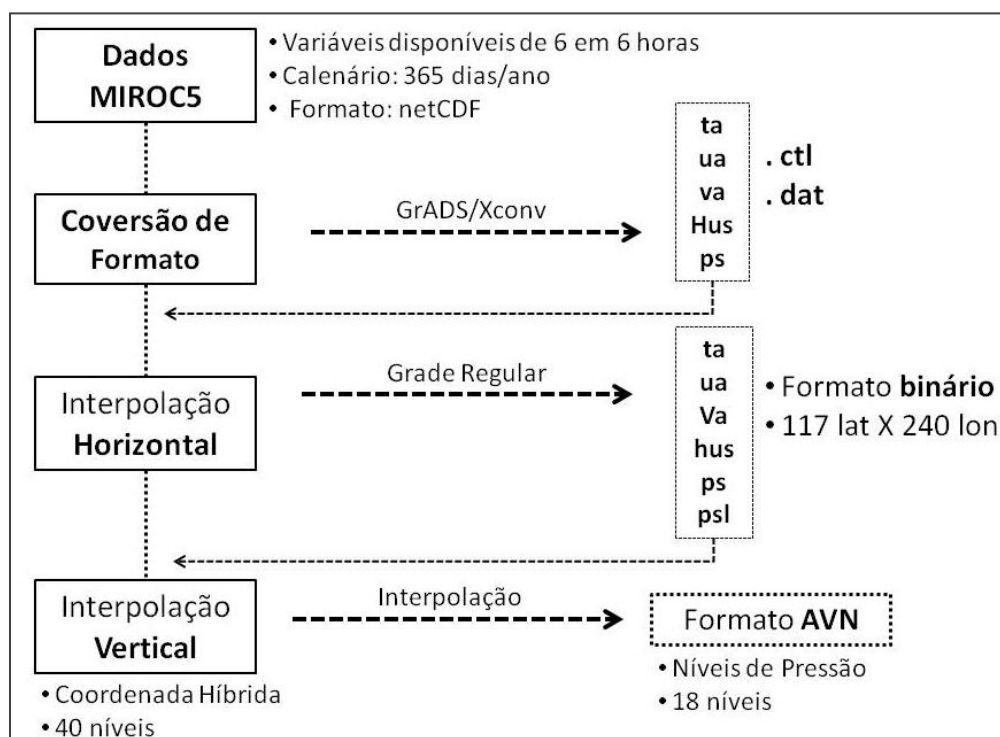 Dados
MIROC5
• Variáveis disponíveis de 6 em 6 horas
• Calenário: 365 dias/ano
• Formato: netCDF
Coversão de
Formato
GrADS/Xconv
ta
ua
va
Hus
ps
. ctl
. dat
Interpolação
Horizontal
Grade Regular
ta
ua
Va
hus
ps
psl
• Formato binário
• 117 lat X 240 lon
Interpolação
Vertical
• Coordenada Híbrida
• 40 níveis
Interpolação
Formato AVN
• Níveis de Pressão
• 18 níveis